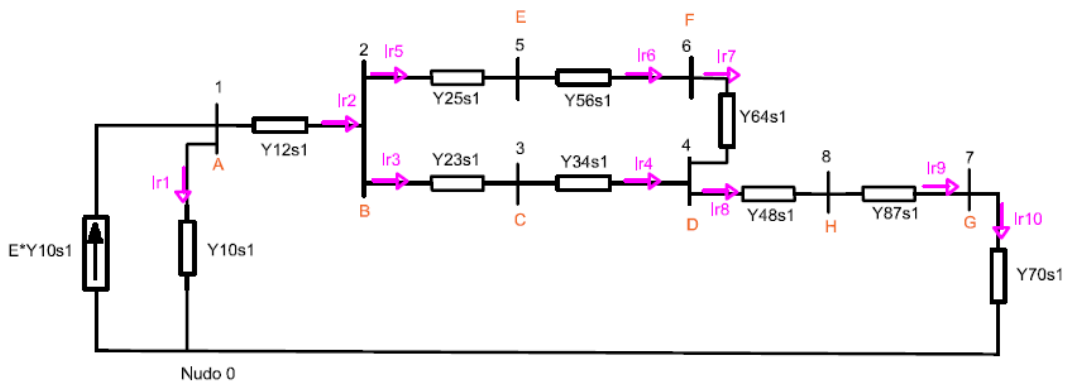 E
F
2
Ir5
5
Ir6
6
Ir7
1
Y25s1
Y56s1
Ir2
Y64s1
A
Y12s1
Ir3
3
4
Ir1
Ir4
8
Ir9
7
B
Y23s1
C
Y34s1
D
Ir8
Y48s1
H
Y87s1
G
Ir10
E*Y10s1
Y10s1
Y70s1
Nudo 0